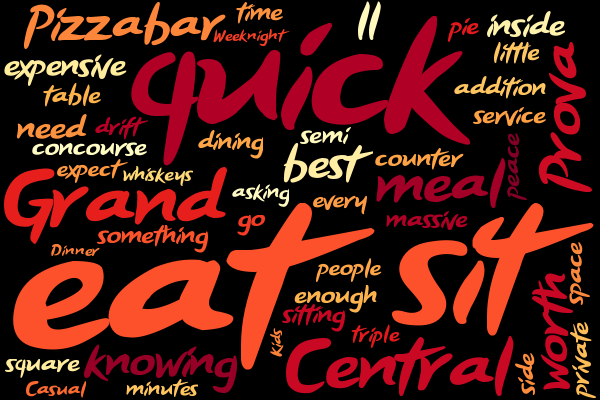 Pizzabar
time
Weeknight
ll
pie
inside
little
expensive
quick
table
addition
Prova
service
need
drift
concourse
dining
semi
best
counter
peace
expect
whiskeys
meal
Grand
asking
every
massive
go
something
eat
sit
Dinner
people
space
enough
sitting
worth
private
Kids
triple
square
knowing
Central
side
Casual
minutes